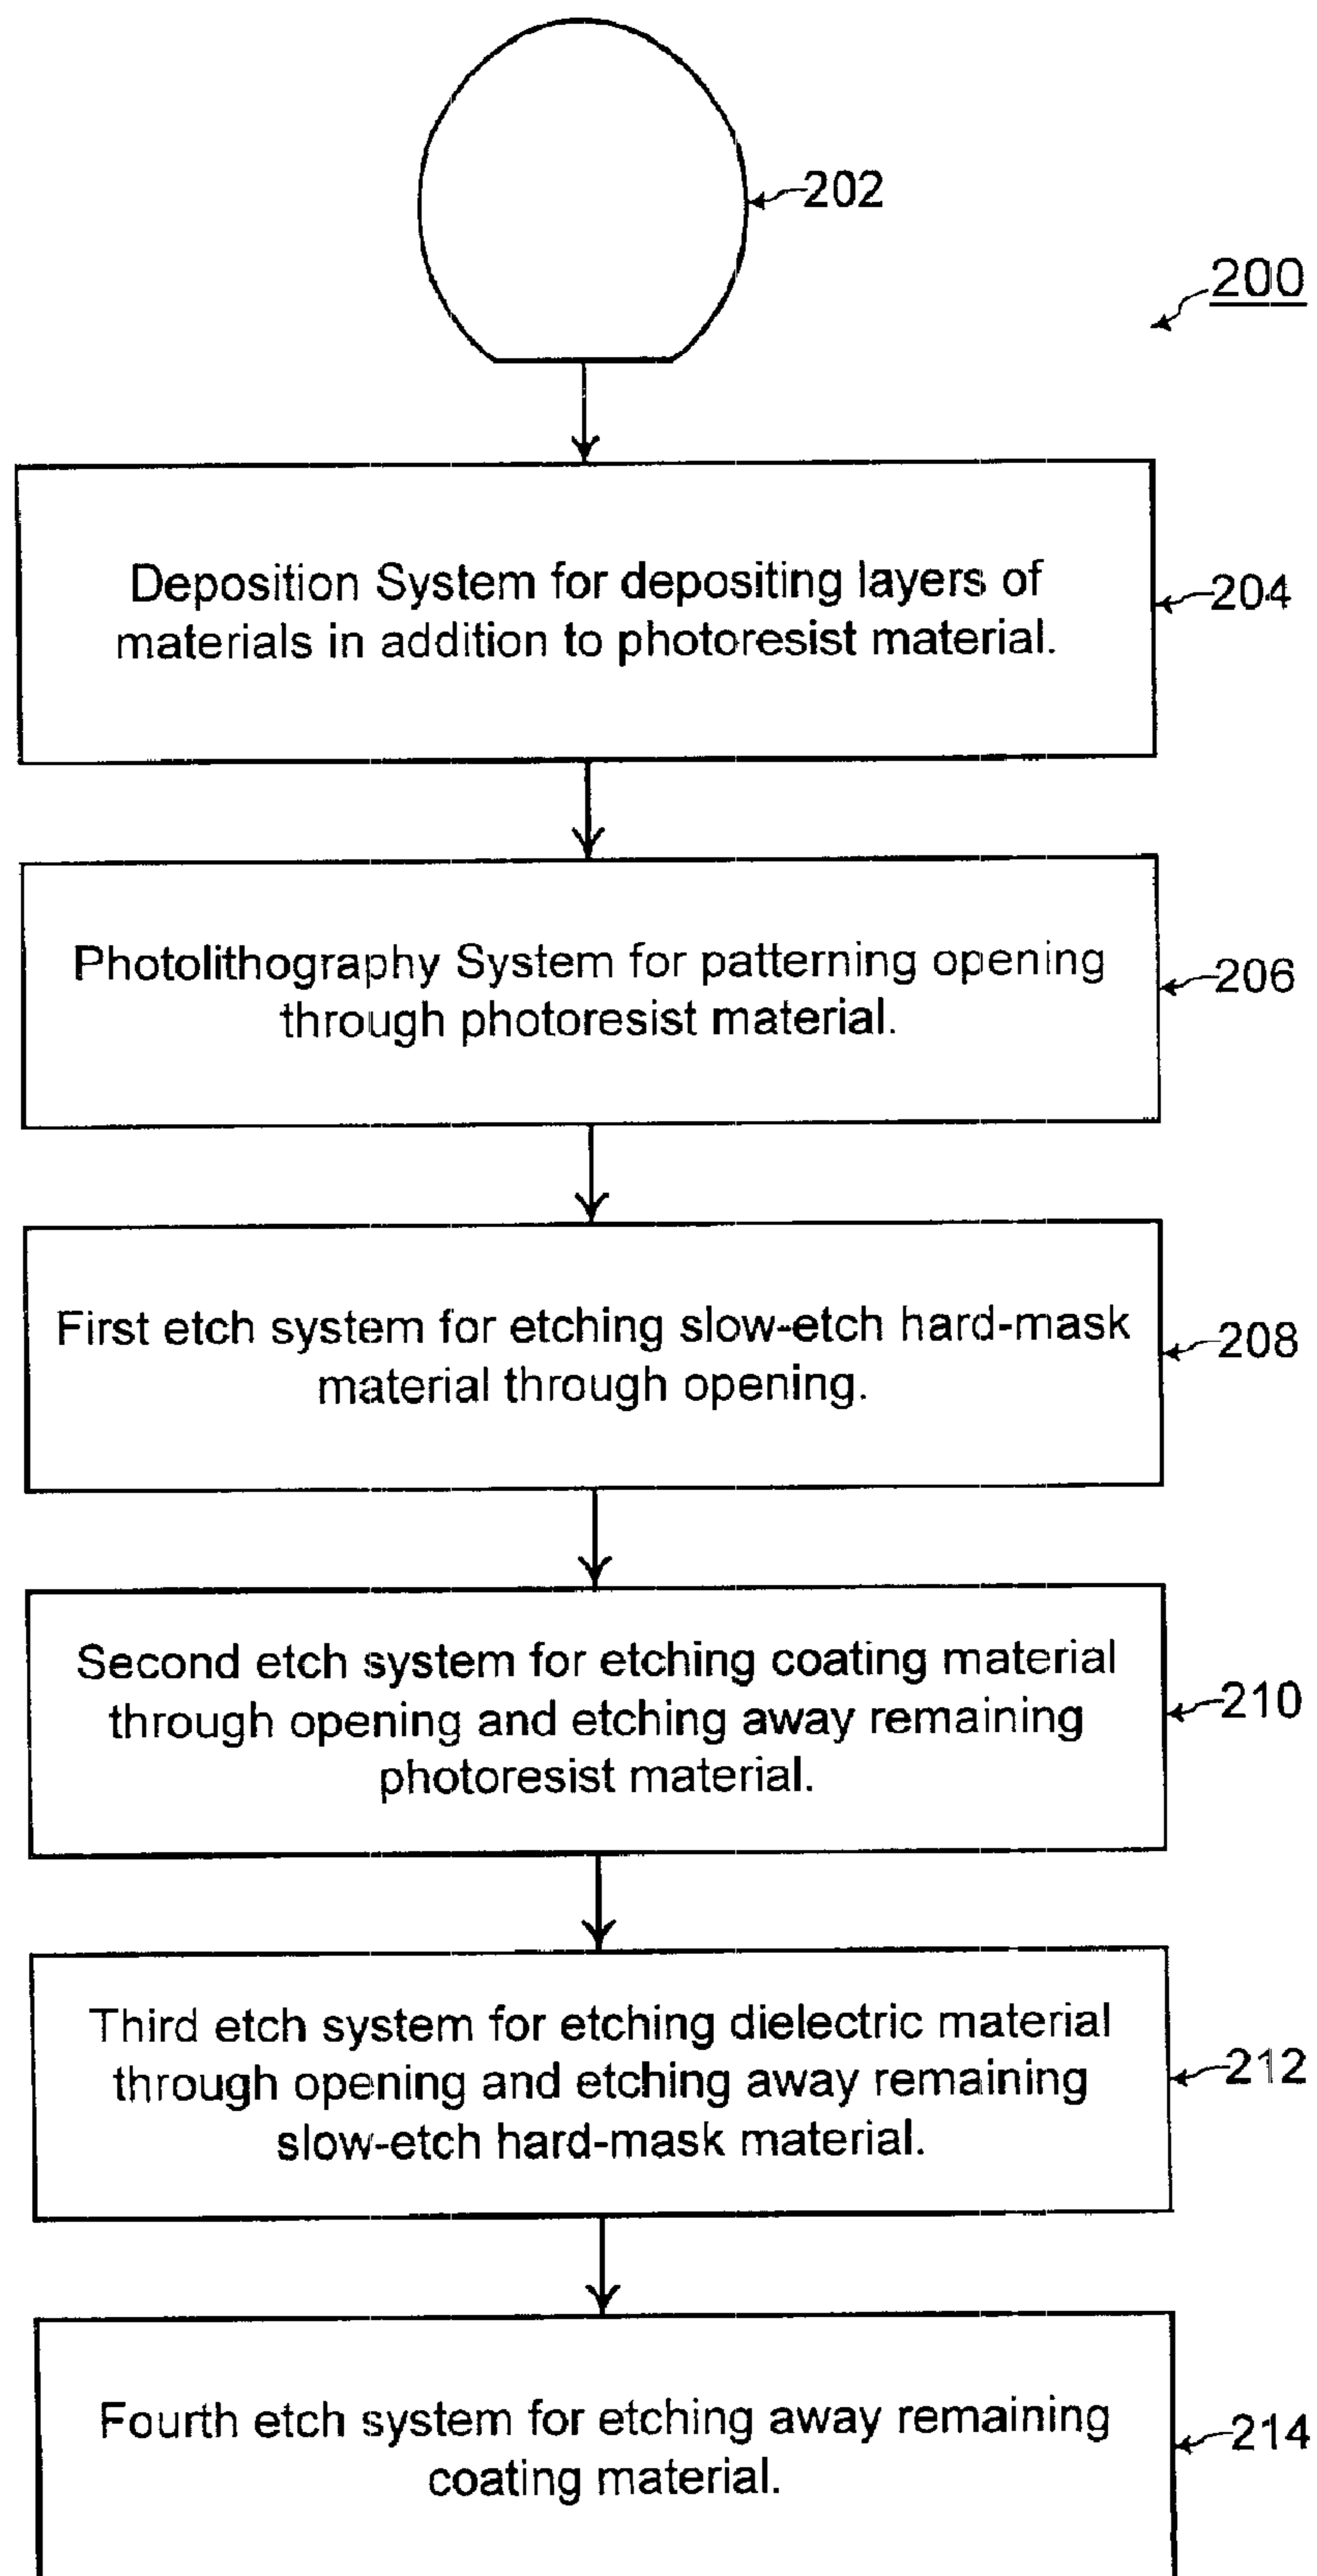 202
200
Deposition System for depositing layers of
materials in addition to photoresist material.
204
Photolithography System for patterning opening
through photoresist material.
206
First etch system for etching slow-etch hard-mask
material through opening.
208
Second etch system for etching coating material
through opening and etching away remaining
photoresist material.
210
Third etch system for etching dielectric material
through opening and etching away remaining
slow-etch hard-mask material.
212
Fourth etch system for etching away remaining
coating material.
214